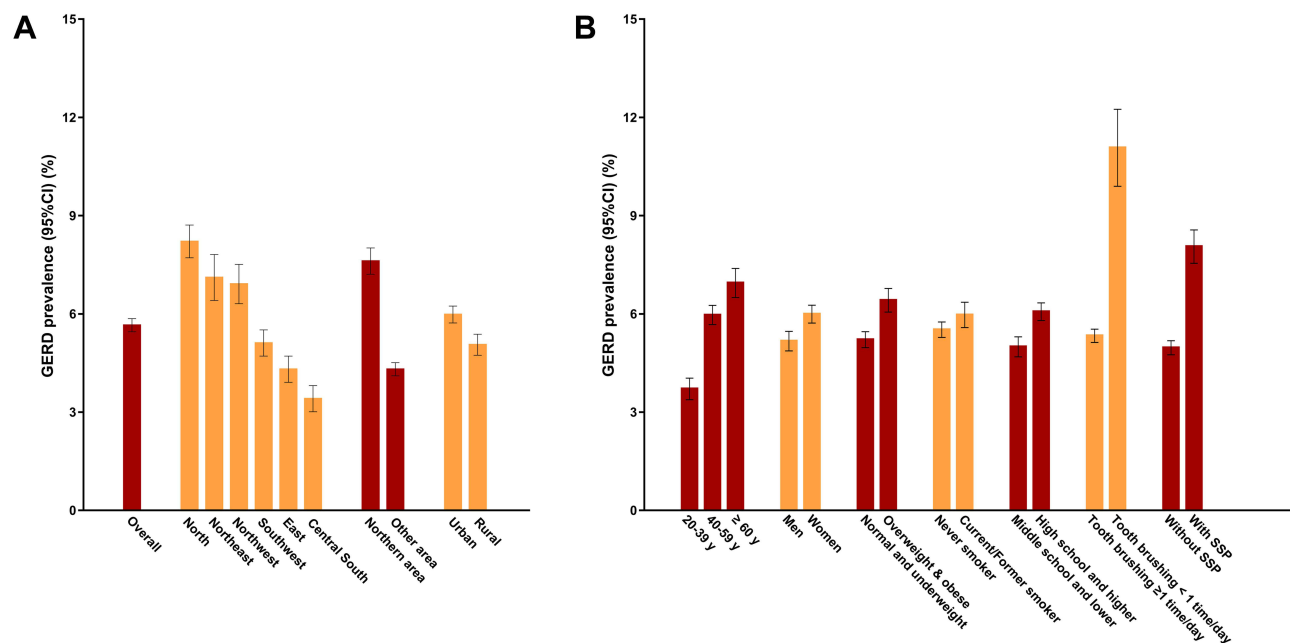 A
GERD prevalence (95%CI) (%)
15
12
9
6
3
0
Overall
North
Northeast
Northwest
Southwest
East
Central South
Northern area
Other area
Urban
Rural
B
GERD prevalence (95%CI) (%)
15
12
9
6
3
0
20-39 y
40-59 y
≥ 60 y
Men
Women
Normal and underweight
Overweight & obese
Never smoker
Current/Former smoker
Middle school and lower
High school and higher
Tooth brushing ≥1 time/day
Tooth brushing < 1 time/day
Without SSP
With SSP